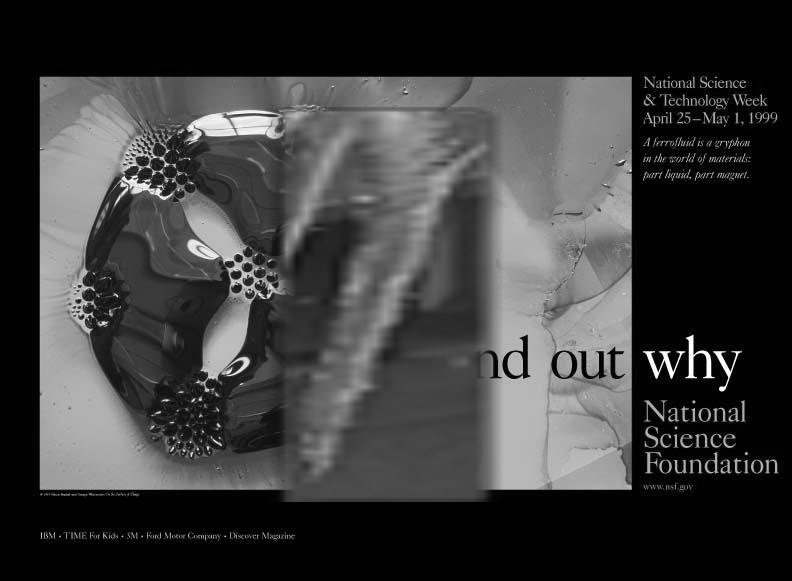 National Science
& Technology Week
April 25–May 1, 1999
A ferrofluid is a gryphon
in the world of materials:
part liquid, part magnet.
nd out why
National
Science
Foundation
www.nsf.gov
IBM • TIME For Kids • 3M • Ford Motor Company • Discover Magazine